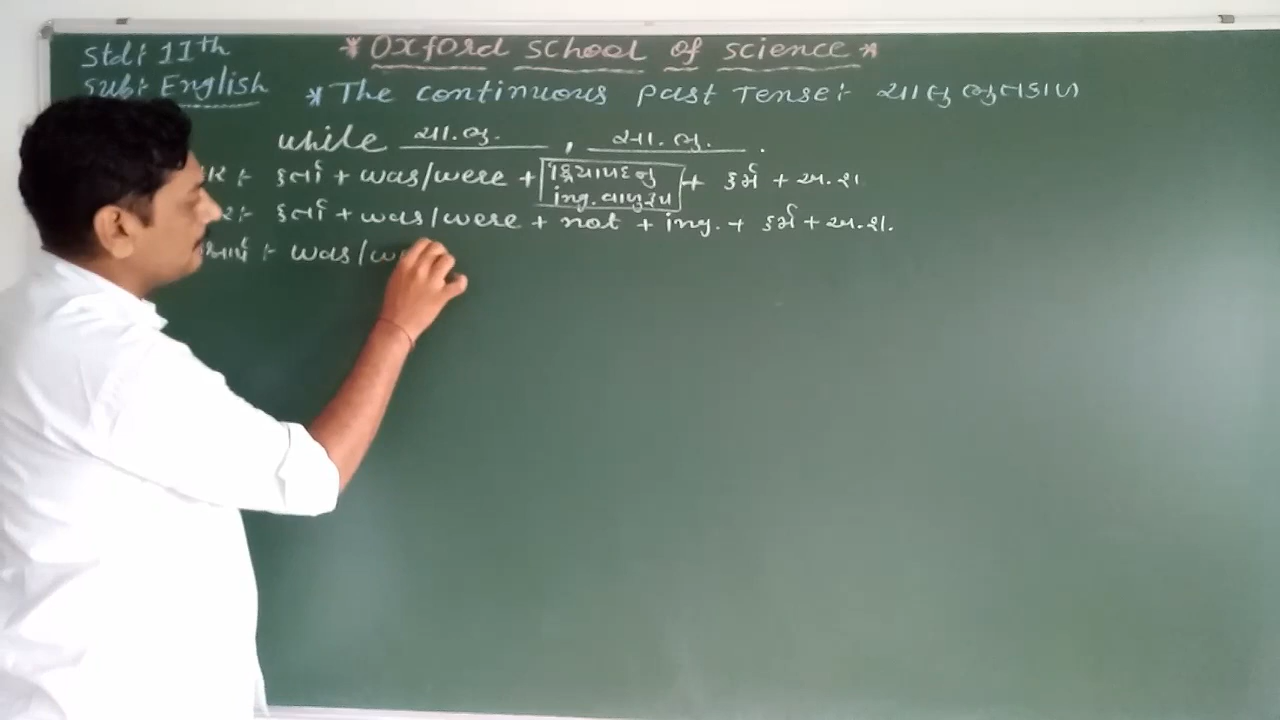 Std: 11th * Oxford School of science *
Sub: English * The continuous Past Tense :- ચાલુ ભૂતકાળ
while ચા.ભૂ. , સા.ભૂ. .
કાર :- કર્તા + was/were + ક્રિયાપદનું ing. વાળુરૂપ + કર્મ + અ.શ.
કાર :- કર્તા + was/were + not + ing. + કર્મ + અ.શ.
:- was/we